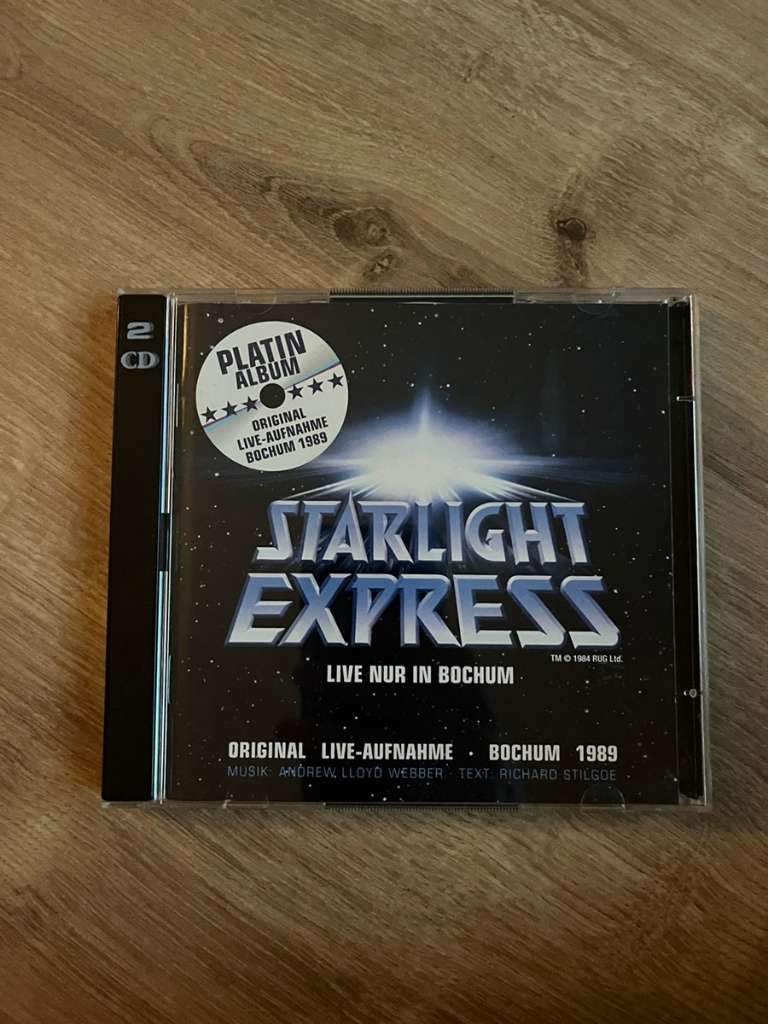 2
CD
PLATIN
ALBUM
ORIGINAL
LIVE-AUFNAHME
BOCHUM 1989
STARLIGHT
EXPRESS
TM © 1984 RUG Ltd.
LIVE NUR IN BOCHUM
ORIGINAL LIVE-AUFNAHME · BOCHUM 1989
MUSIK: ANDREW LLOYD WEBBER · TEXT: RICHARD STILGOE